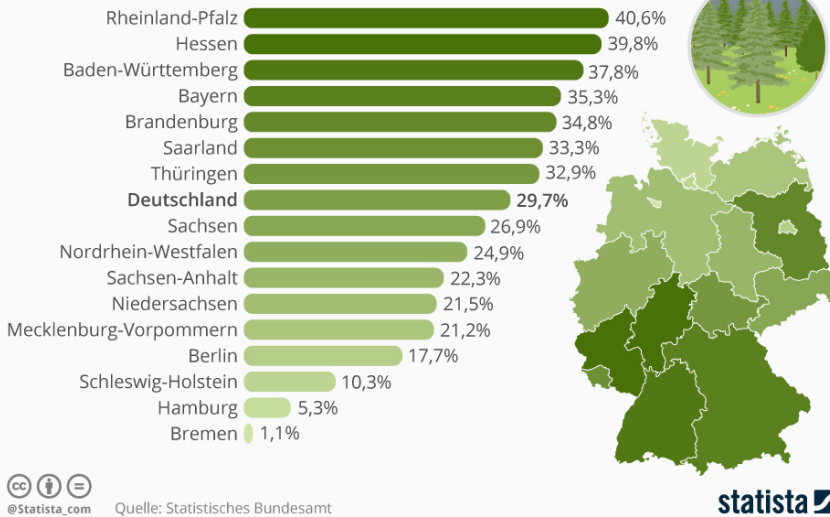 Rheinland-Pfalz 40,6%
Hessen 39,8%
Baden-Württemberg 37,8%
Bayern 35,3%
Brandenburg 34,8%
Saarland 33,3%
Thüringen 32,9%
Deutschland 29,7%
Sachsen 26,9%
Nordrhein-Westfalen 24,9%
Sachsen-Anhalt 22,3%
Niedersachsen 21,5%
Mecklenburg-Vorpommern 21,2%
Berlin 17,7%
Schleswig-Holstein 10,3%
Hamburg 5,3%
Bremen 1,1%
cc
@Statista_com Quelle: Statistisches Bundesamt
statista